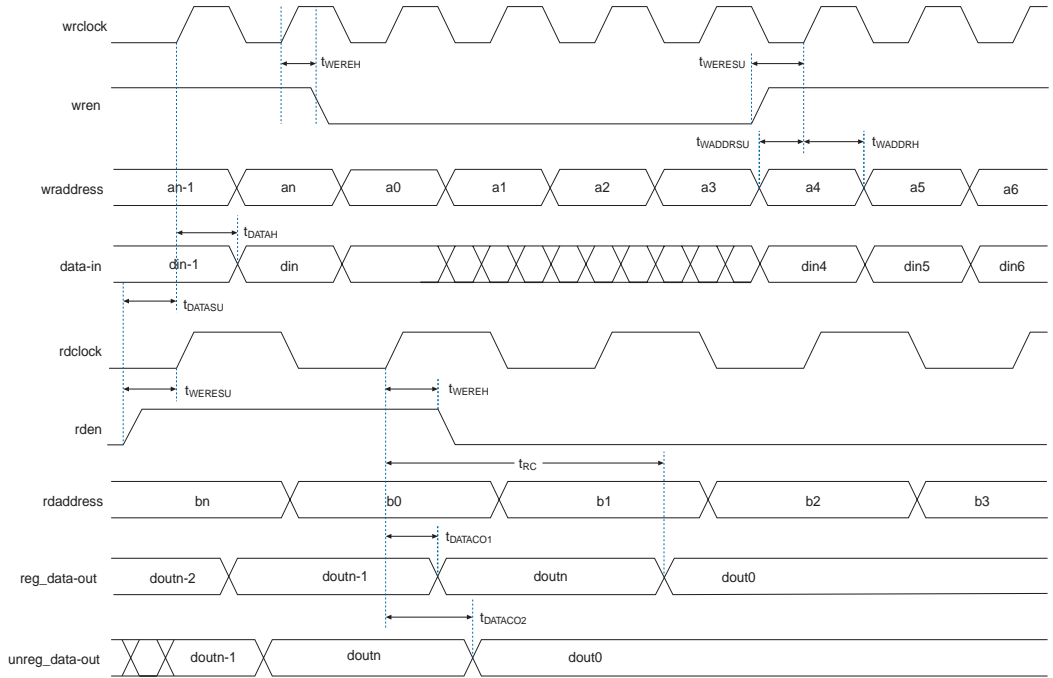 wrclock
tWEREH
tWERESU
wren
tWADDRSU
tWADDRH
wraddress
an-1 an a0 a1 a2 a3 a4 a5 a6
tDATAH
data-in
din-1 din din4 din5 din6
tDATASU
rdclock
tWERESU
tWEREH
rden
tRC
rdaddress
bn b0 b1 b2 b3
tDATACO1
reg_data-out
doutn-2 doutn-1 doutn dout0
tDATACO2
unreg_data-out
doutn-1 doutn dout0